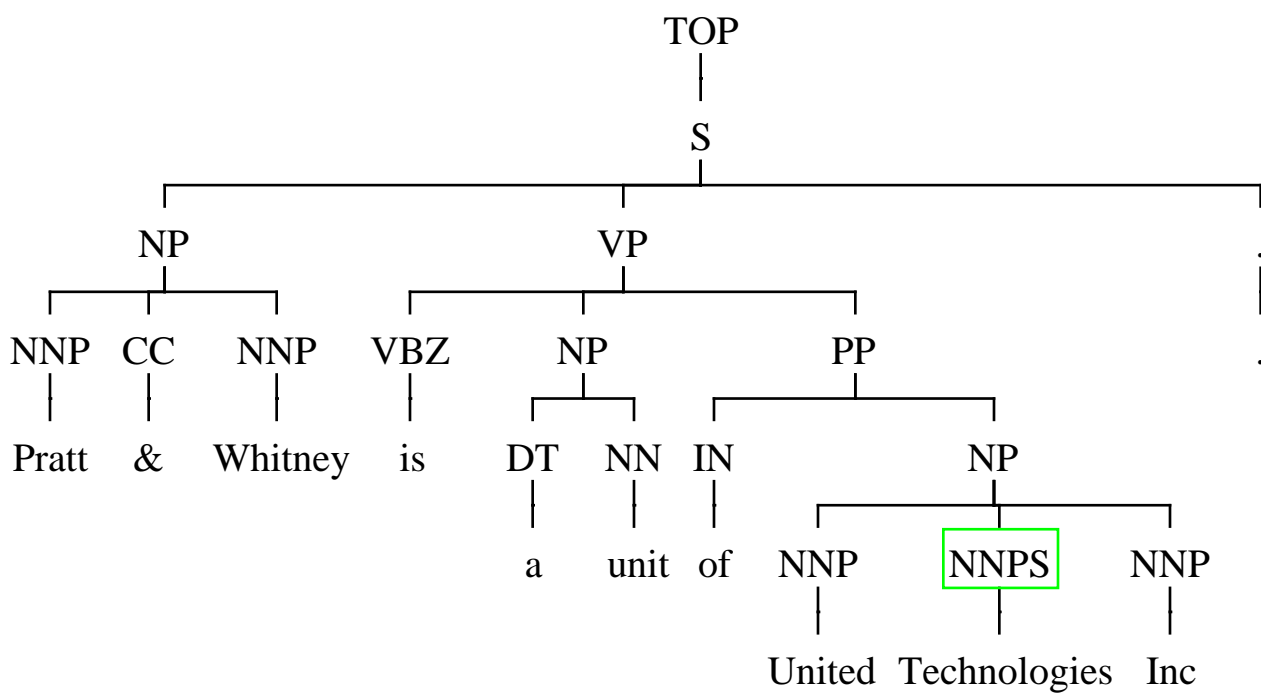 TOP
S
NP VP .
NNP CC NNP VBZ NP PP .
Pratt & Whitney is DT NN IN NP
a unit of NNP NNPS NNP
United Technologies Inc